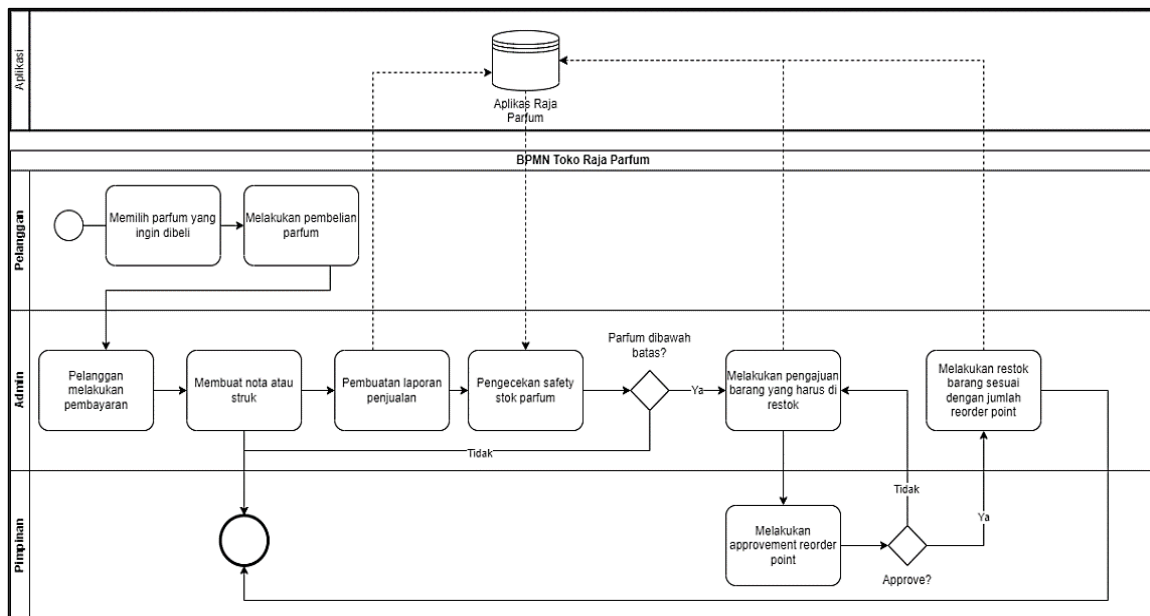 Aplikasi
Aplikas Raja
Parfum
BPMN Toko Raja Parfum
Pelanggan
Memilih parfum yang
ingin dibeli
Melakukan pembelian
parfum
Admin
Pelanggan
melakukan
pembayaran
Membuat nota atau
struk
Pembuatan laporan
penjualan
Pengecekan safety
stok parfum
Parfum dibawah
batas?
Ya
Tidak
Melakukan pengajuan
barang yang harus di
restok
Melakukan restok
barang sesuai
dengan jumlah
reorder point
Pimpinan
Melakukan
approvement reorder
point
Approve?
Tidak
Ya